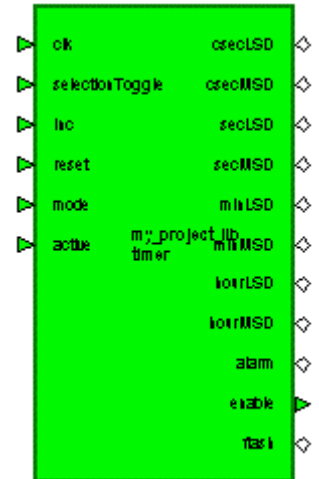 clk csecLSD
selectionToggle csecMSD
inc secLSD
reset secMSD
mode minLSD
active my_project_lib minMSD
timer
hourLSD
hourMSD
alarm
enable
flash